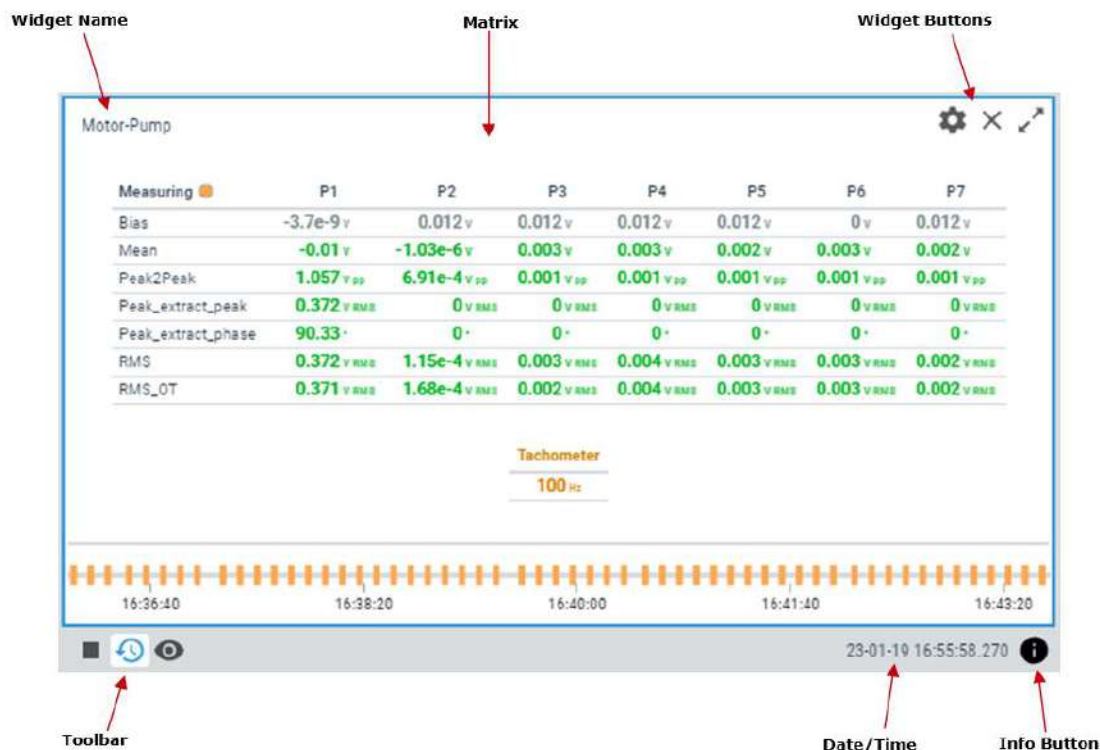 Widget Name Matrix Widget Buttons
Motor-Pump
Measuring P1 P2 P3 P4 P5 P6 P7
Bias -3.7e-9 V 0.012 V 0.012 V 0.012 V 0.012 V 0 V 0.012 V
Mean -0.01 V -1.03e-6 V 0.003 V 0.003 V 0.002 V 0.003 V 0.002 V
Peak2Peak 1.057 V pp 6.91e-4 V pp 0.001 V pp 0.001 V pp 0.001 V pp 0.001 V pp 0.001 V pp
Peak_extract_peak 0.372 V RMS 0 V RMS 0 V RMS 0 V RMS 0 V RMS 0 V RMS 0 V RMS
Peak_extract_phase 90.33 ° 0 ° 0 ° 0 ° 0 ° 0 ° 0 °
RMS 0.372 V RMS 1.15e-4 V RMS 0.003 V RMS 0.004 V RMS 0.003 V RMS 0.003 V RMS 0.002 V RMS
RMS_OT 0.371 V RMS 1.68e-4 V RMS 0.002 V RMS 0.004 V RMS 0.003 V RMS 0.003 V RMS 0.002 V RMS
Tachometer
100 Hz
16:36:40 16:38:20 16:40:00 16:41:40 16:43:20
23-01-19 16:55:58.270
Toolbar Date/Time Info Button